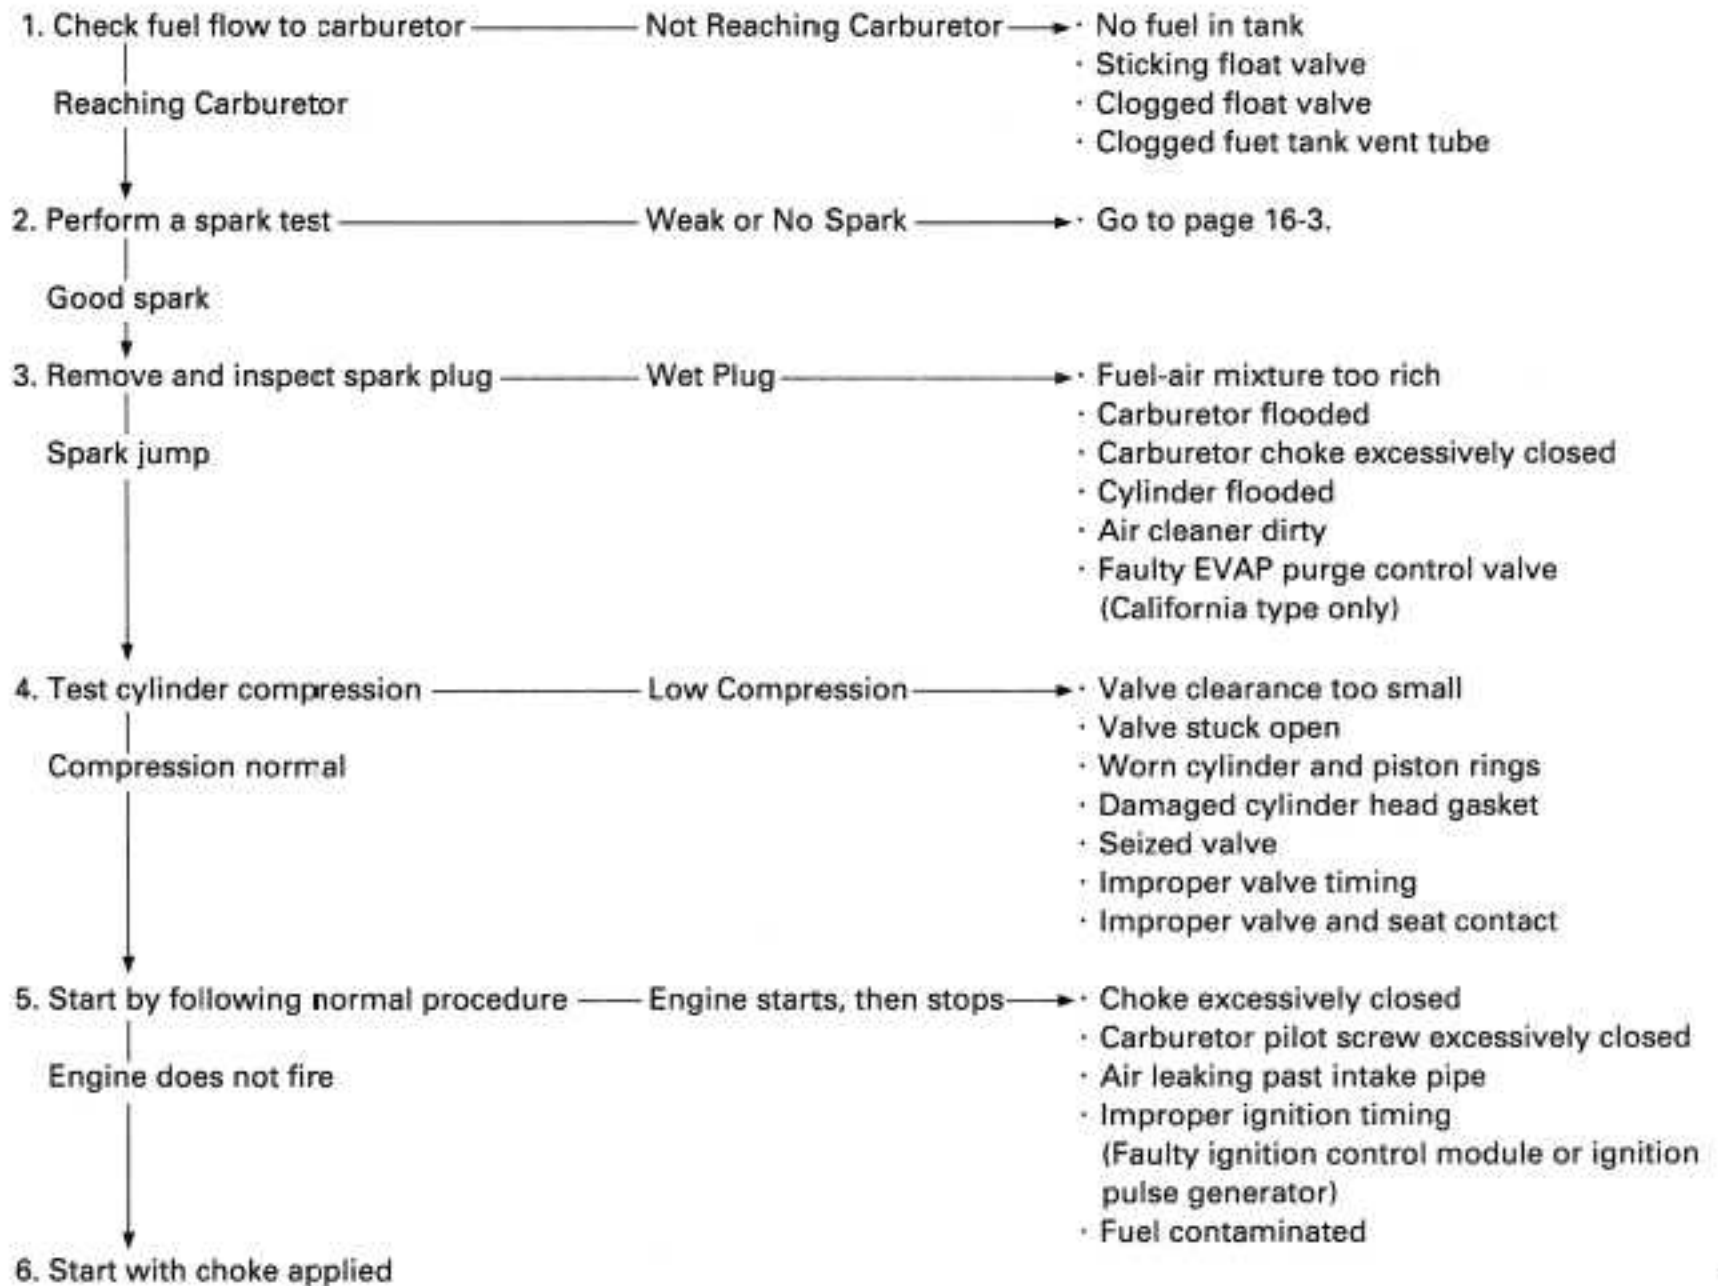 1. Check fuel flow to carburetor
Not Reaching Carburetor
· No fuel in tank
· Sticking float valve
· Clogged float valve
· Clogged fuet tank vent tube
Reaching Carburetor
2. Perform a spark test
Weak or No Spark
· Go to page 16-3.
Good spark
3. Remove and inspect spark plug
Wet Plug
· Fuel-air mixture too rich
· Carburetor flooded
· Carburetor choke excessively closed
· Cylinder flooded
· Air cleaner dirty
· Faulty EVAP purge control valve
(California type only)
Spark jump
4. Test cylinder compression
Low Compression
· Valve clearance too small
· Valve stuck open
· Worn cylinder and piston rings
· Damaged cylinder head gasket
· Seized valve
· Improper valve timing
· Improper valve and seat contact
Compression normal
5. Start by following normal procedure
Engine starts, then stops
· Choke excessively closed
· Carburetor pilot screw excessively closed
· Air leaking past intake pipe
· Improper ignition timing
(Faulty ignition control module or ignition
pulse generator)
· Fuel contaminated
Engine does not fire
6. Start with choke applied